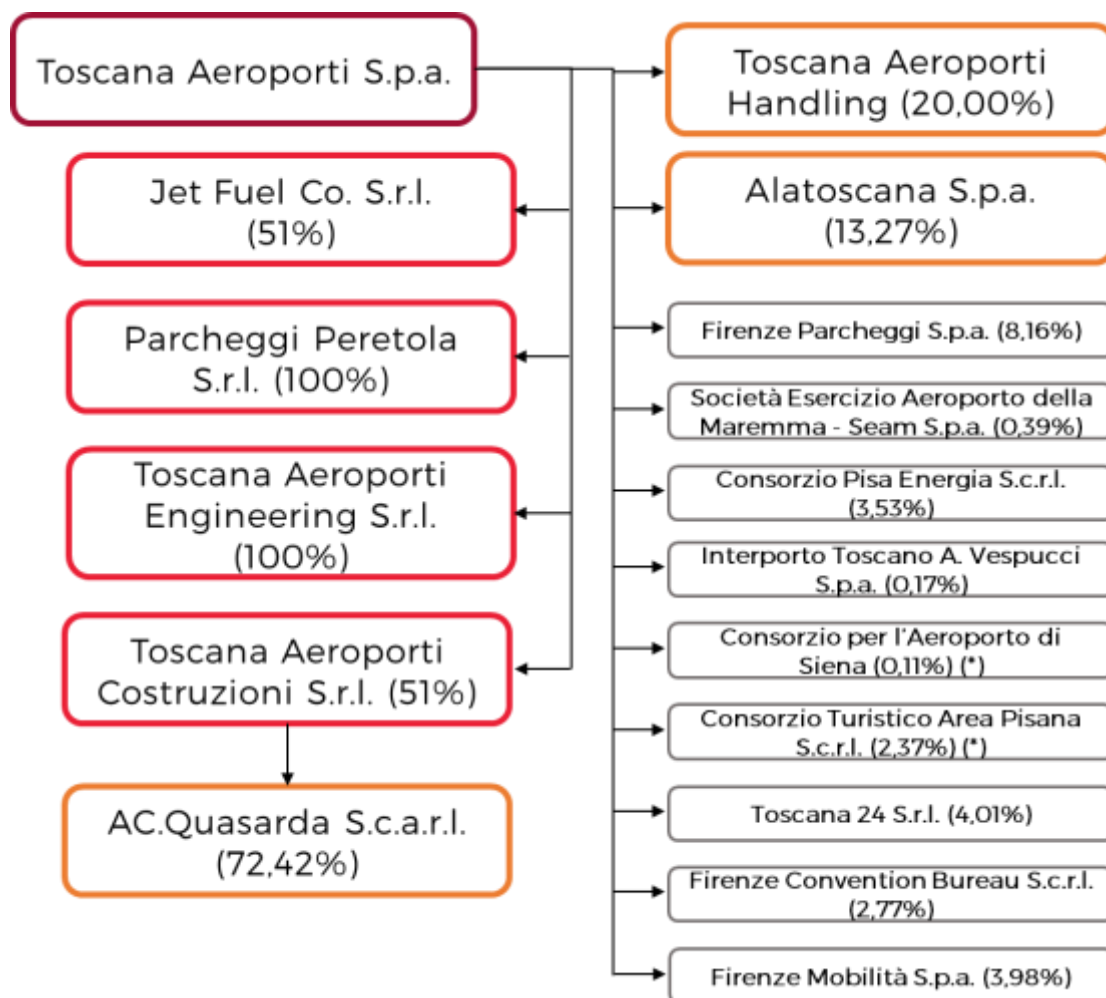 Toscana Aeroporti S.p.a.
Jet Fuel Co. S.r.l.
(51%)
Parcheggi Peretola
S.r.l. (100%)
Toscana Aeroporti
Engineering S.r.l.
(100%)
Toscana Aeroporti
Costruzioni S.r.l. (51%)
AC.Quasarda S.c.a.r.l.
(72,42%)
Toscana Aeroporti
Handling (20,00%)
Alatoscana S.p.a.
(13,27%)
Firenze Parcheggi S.p.a. (8,16%)
Società Esercizio Aeroporto della
Maremma - Seam S.p.a. (0,39%)
Consorzio Pisa Energia S.c.r.l.
(3,53%)
Interporto Toscano A. Vespucci
S.p.a. (0,17%)
Consorzio per l'Aeroporto di
Siena (0,11%) (*)
Consorzio Turistico Area Pisana
S.c.r.l. (2,37%) (*)
Toscana 24 S.r.l. (4,01%)
Firenze Convention Bureau S.c.r.l.
(2,77%)
Firenze Mobilità S.p.a. (3,98%)